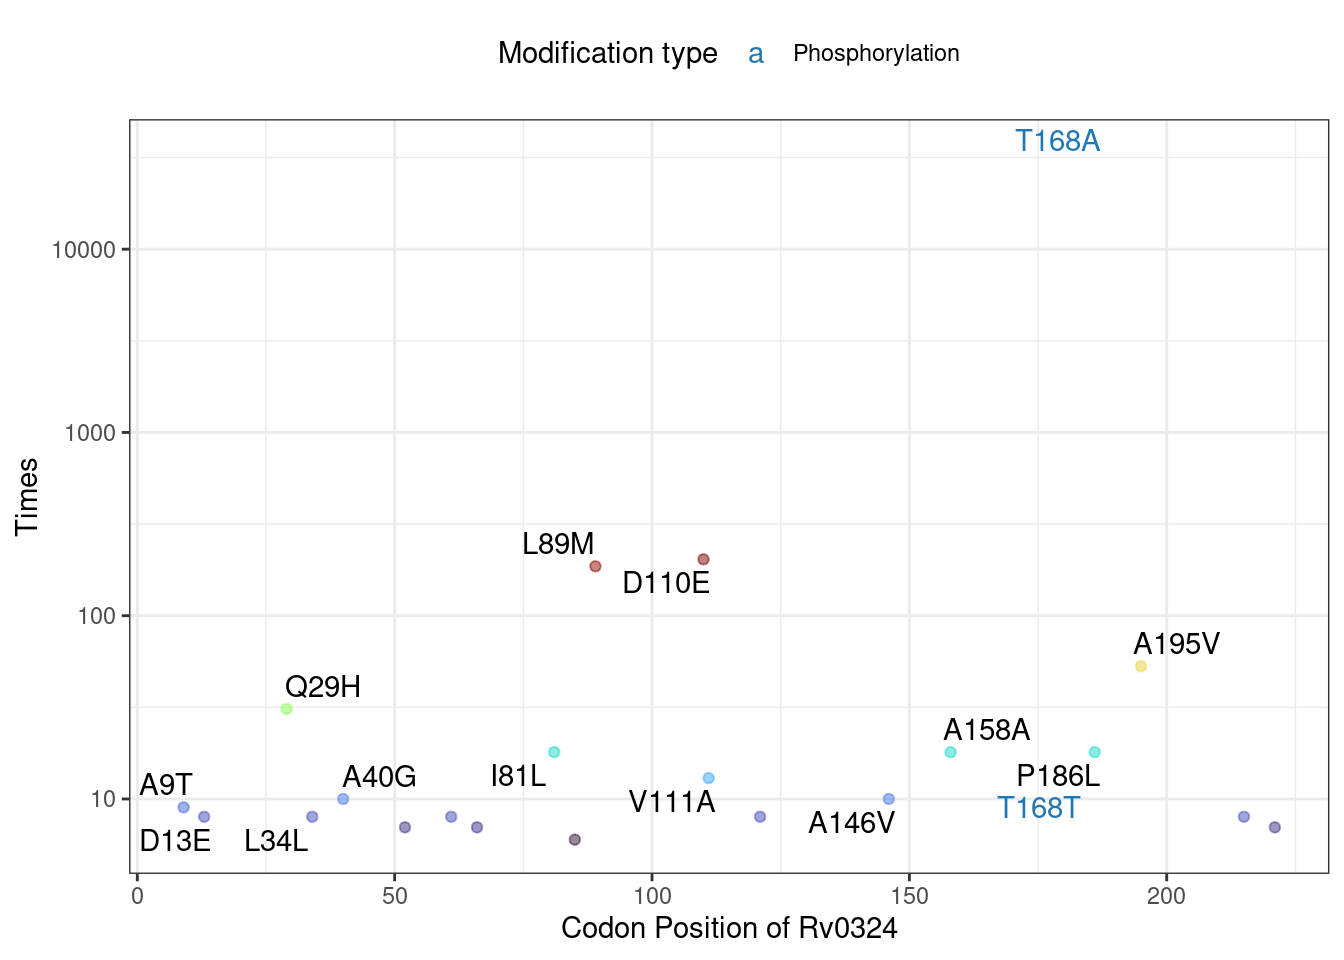 Modification type a Phosphorylation
T168A
10000
1000
Times
L89M
D110E
100
A195V
Q29H
A158A
A9T
A40G
I81L
P186L
10
V111A
T168T
A146V
D13E
L34L
0 50 100 150 200
Codon Position of Rv0324